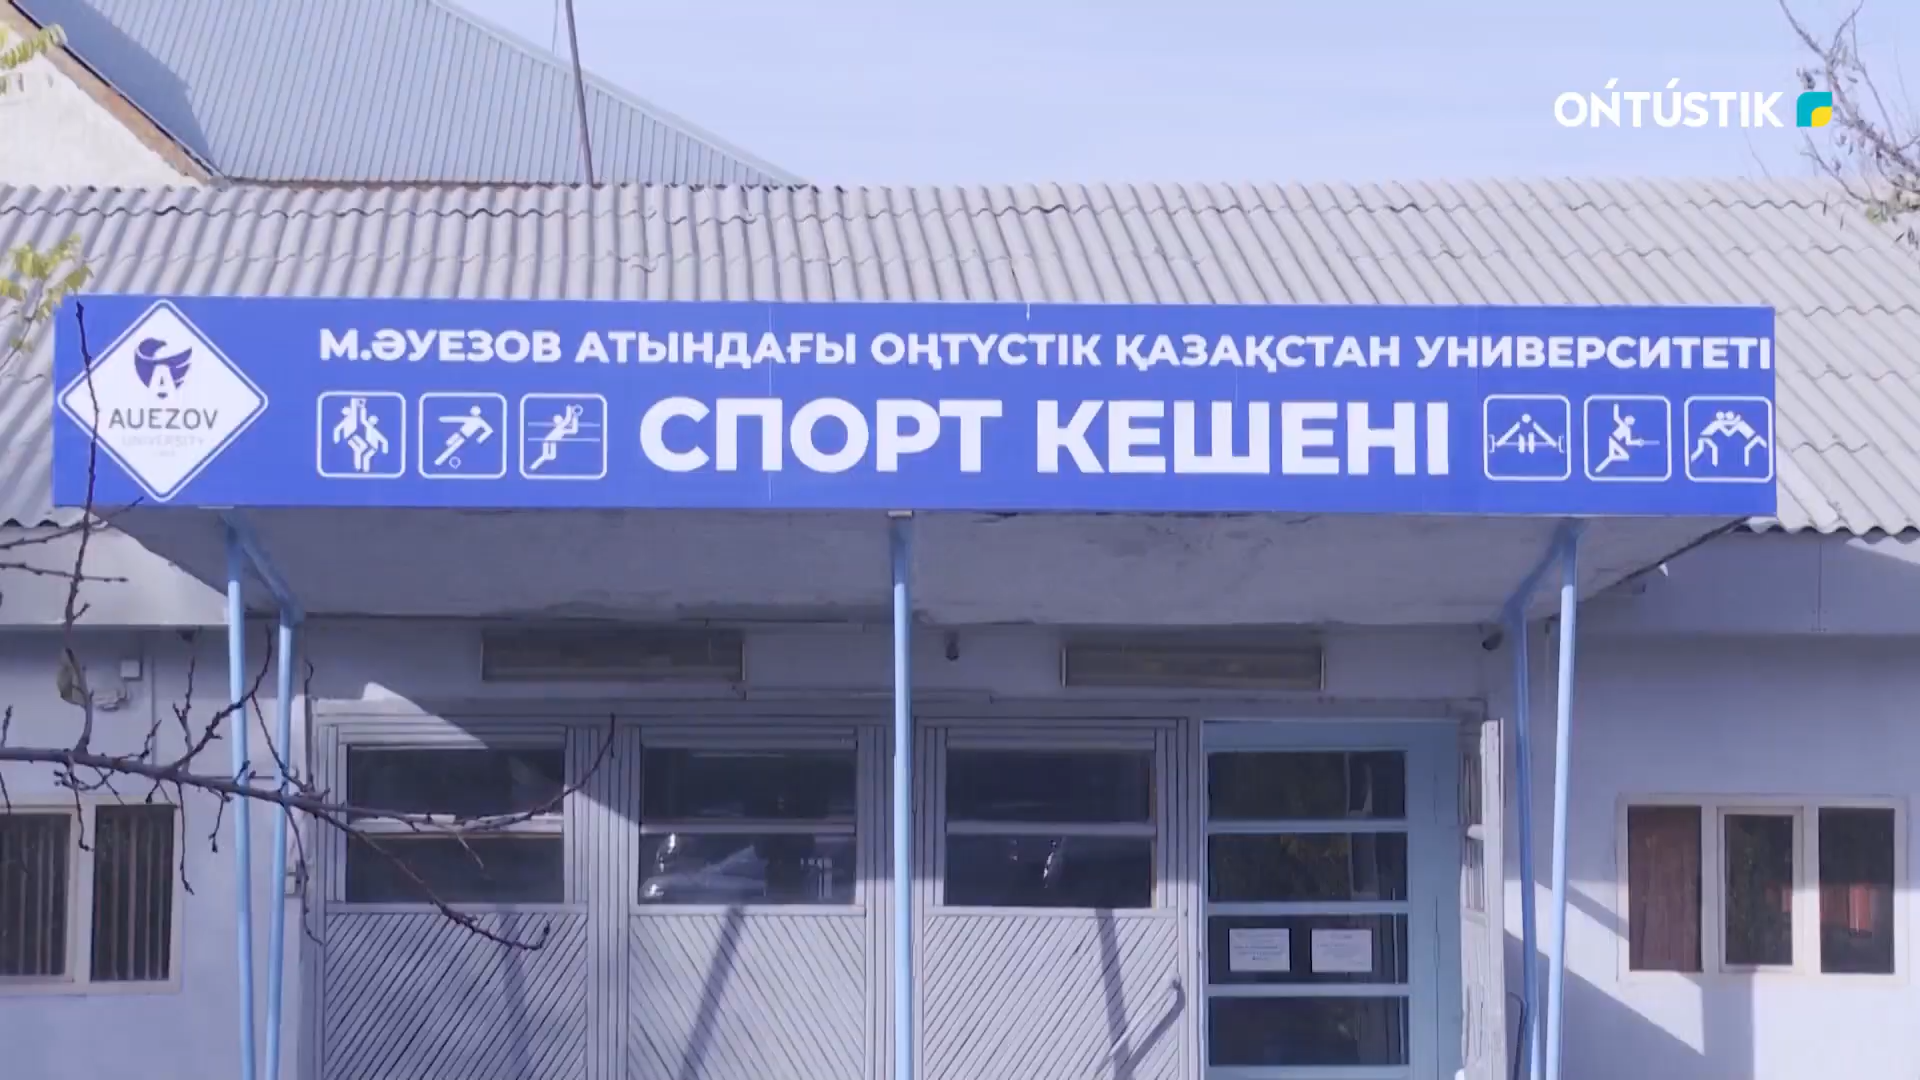 OŃTÚSTIK
М.ӘУЕЗОВ АТЫНДАҒЫ ОҢТҮСТІК ҚАЗАҚСТАН УНИВЕРСИТЕТІ
AUEZOV
UNIVERSITY
СПОРТ КЕШЕНІ